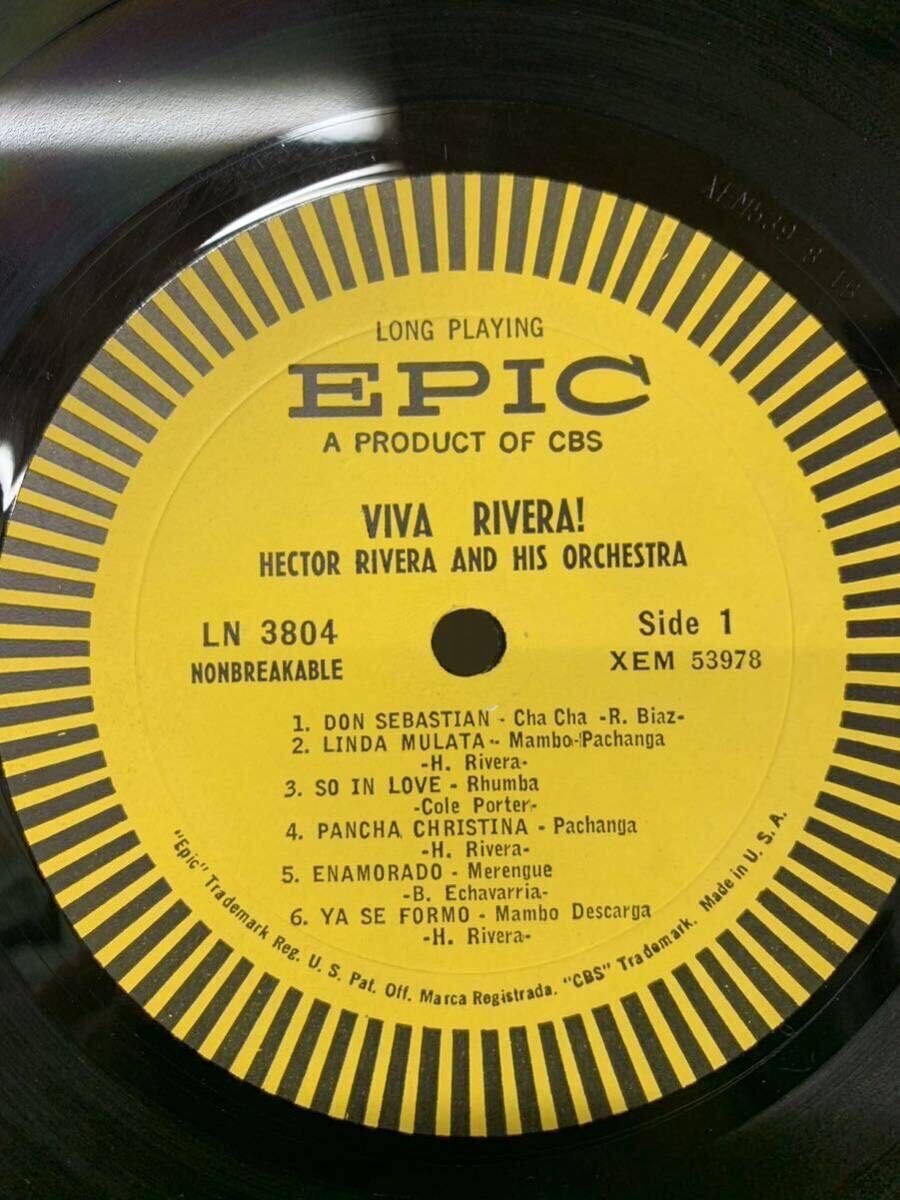 LONG PLAYING
EPIC
A PRODUCT OF CBS
VIVA RIVERA!
HECTOR RIVERA AND HIS ORCHESTRA
LN 3804
NONBREAKABLE
Side 1
XEM 53978
1. DON SEBASTIAN - Cha Cha -R. Biaz-
2. LINDA MULATA - Mambo-Pachanga
-H. Rivera-
3. SO IN LOVE - Rhumba
-Cole Porter-
4. PANCHA CHRISTINA - Pachanga
-H. Rivera-
5. ENAMORADO - Merengue
-B. Echavarria-
6. YA SE FORMO - Mambo Descarga
-H. Rivera-
"Epic" Trademark Reg. U. S. Pat. Off. Marca Registrada. "CBS" Trademark. Made in U. S. A.